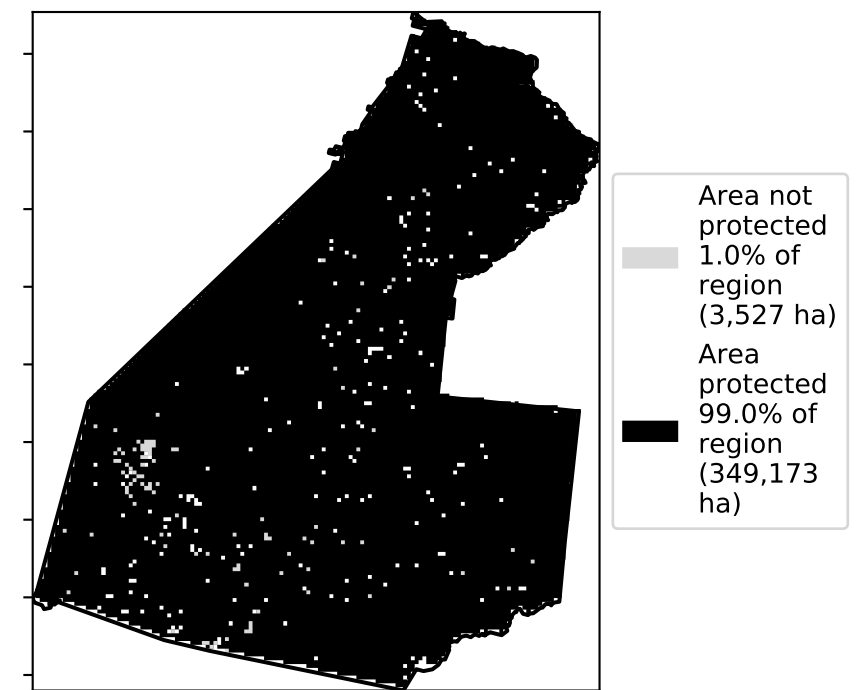 Area not
protected
1.0% of
region
(3,527 ha)
Area
protected
99.0% of
region
(349,173
ha)